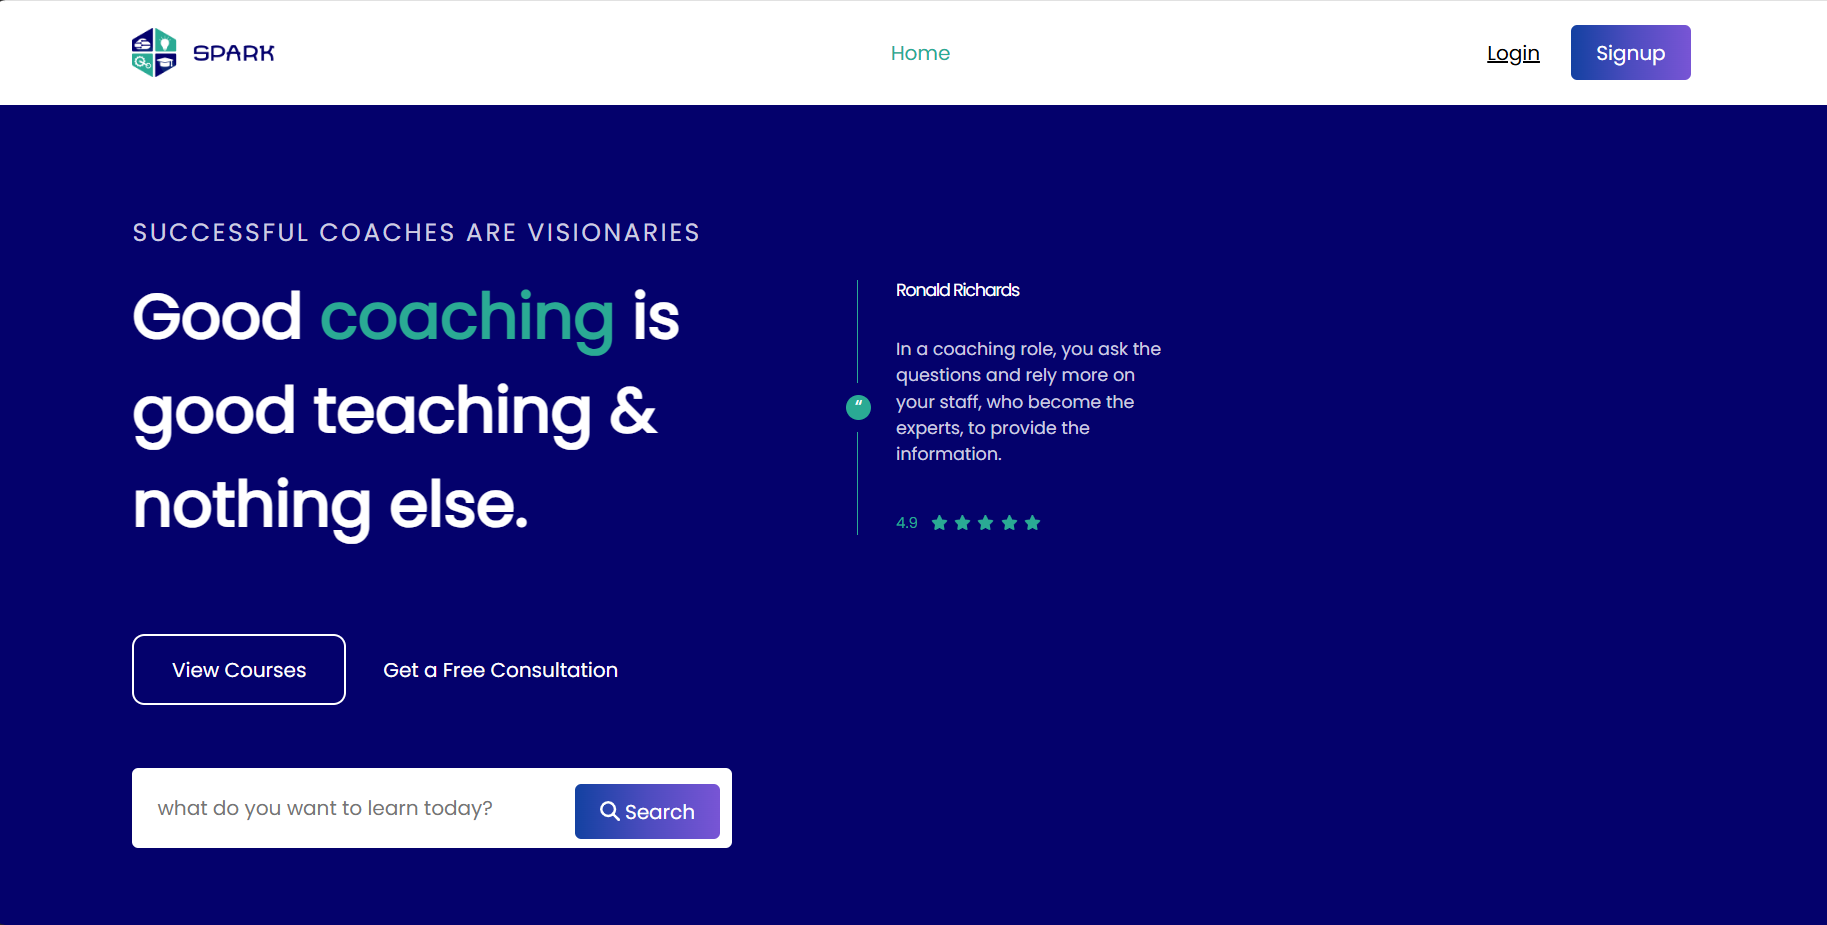 SPARK
Home
Login
Signup
SUCCESSFUL COACHES ARE VISIONARIES
Good coaching is
good teaching &
nothing else.
Ronald Richards
In a coaching role, you ask the
questions and rely more on
your staff, who become the
experts, to provide the
information.
“
4.9
View Courses
Get a Free Consultation
what do you want to learn today?
Search